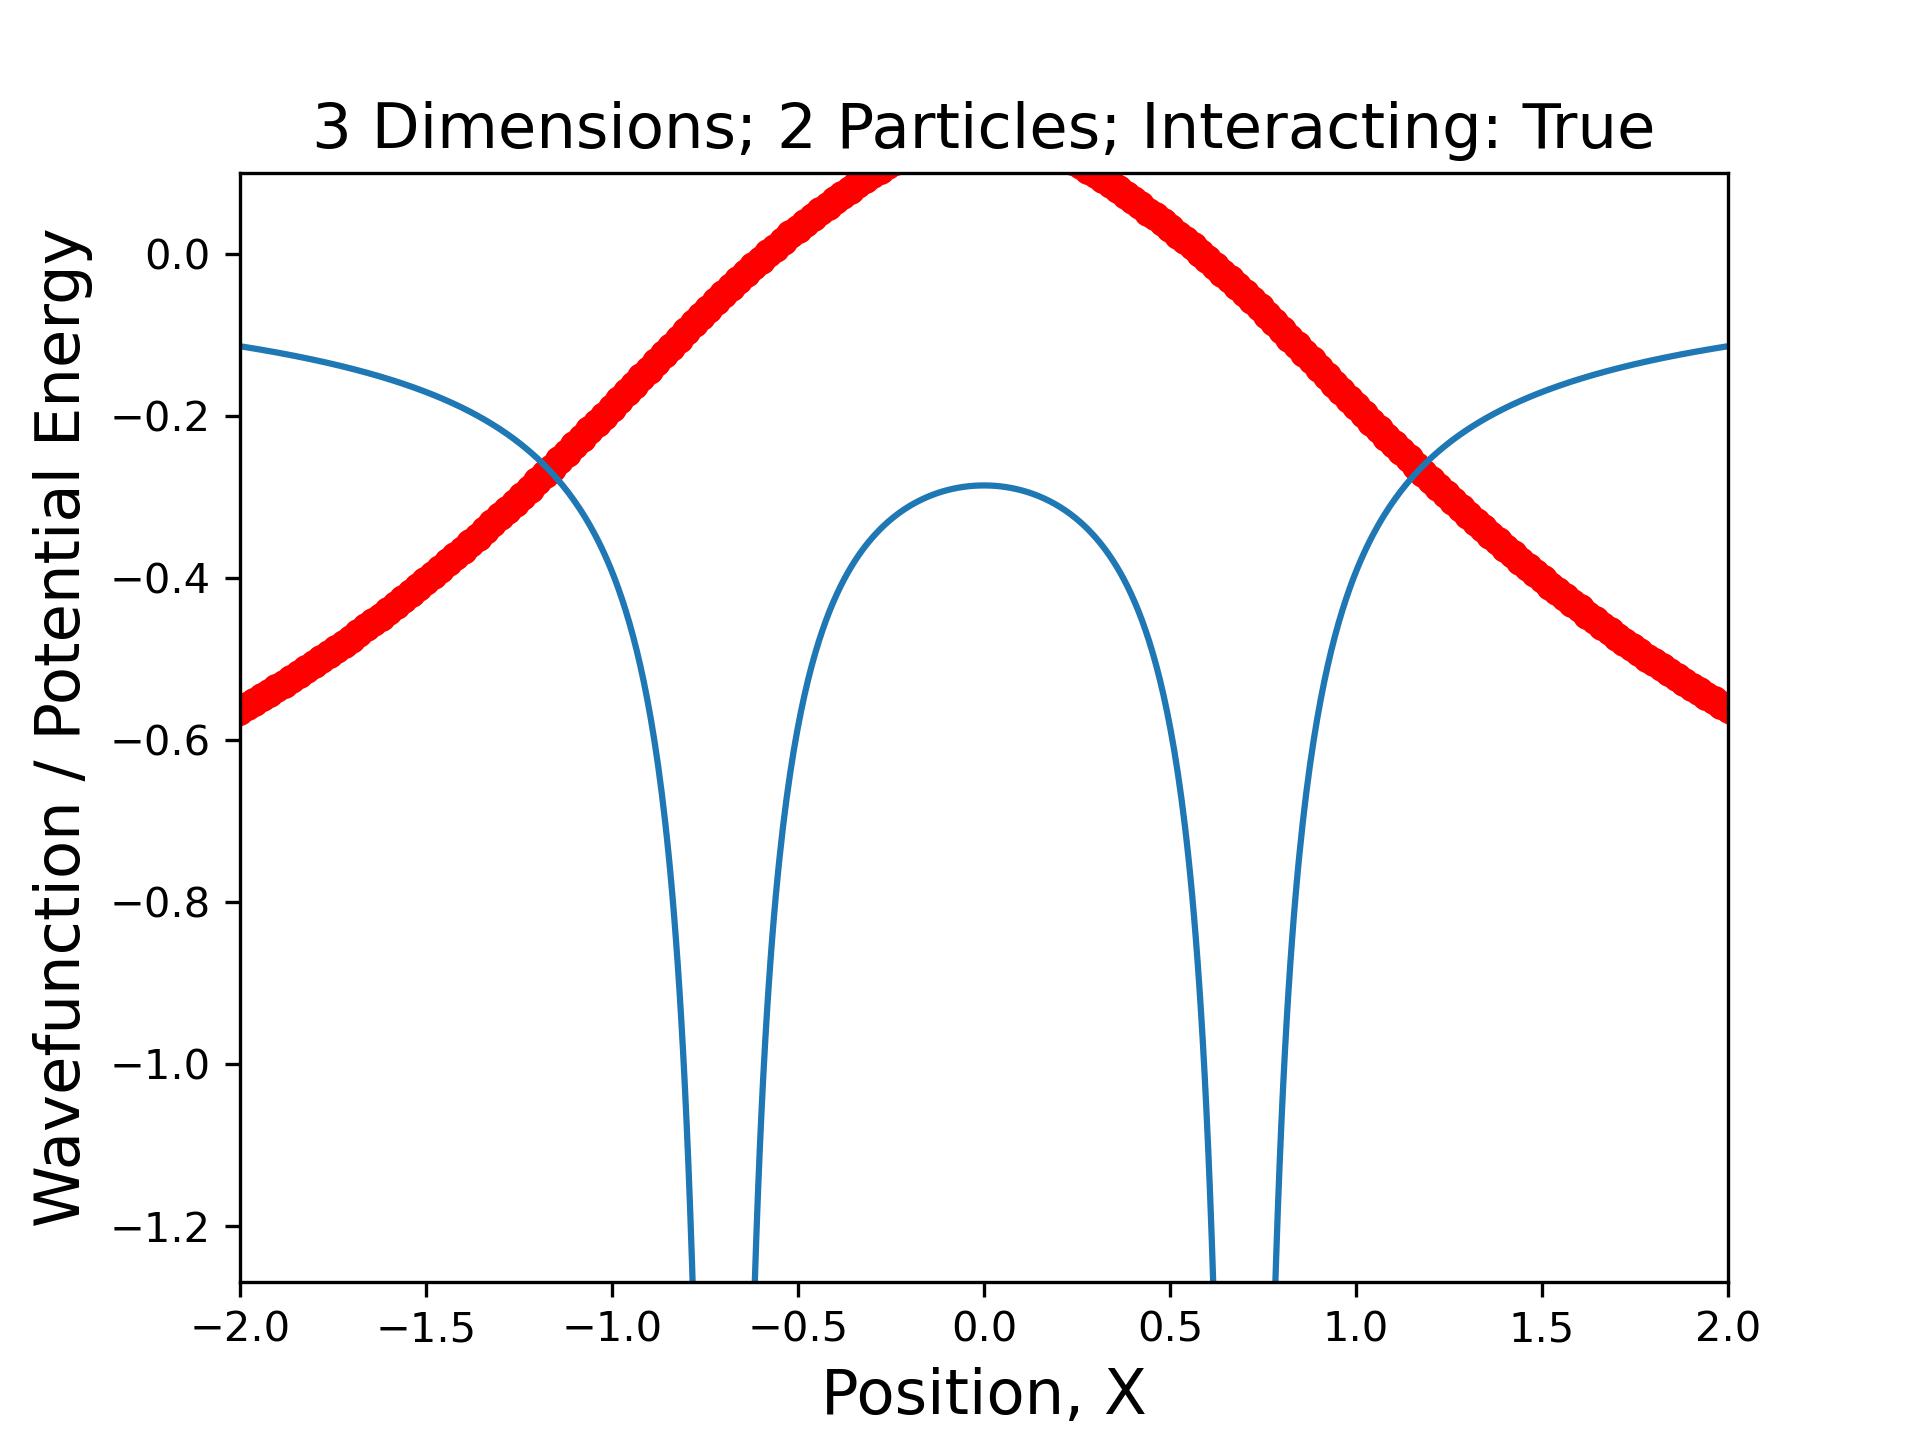 3 Dimensions; 2 Particles; Interacting: True
Wavefunction / Potential Energy
0.0
−0.2
−0.4
−0.6
−0.8
−1.0
−1.2
−2.0 −1.5 −1.0 −0.5 0.0 0.5 1.0 1.5 2.0
Position, X